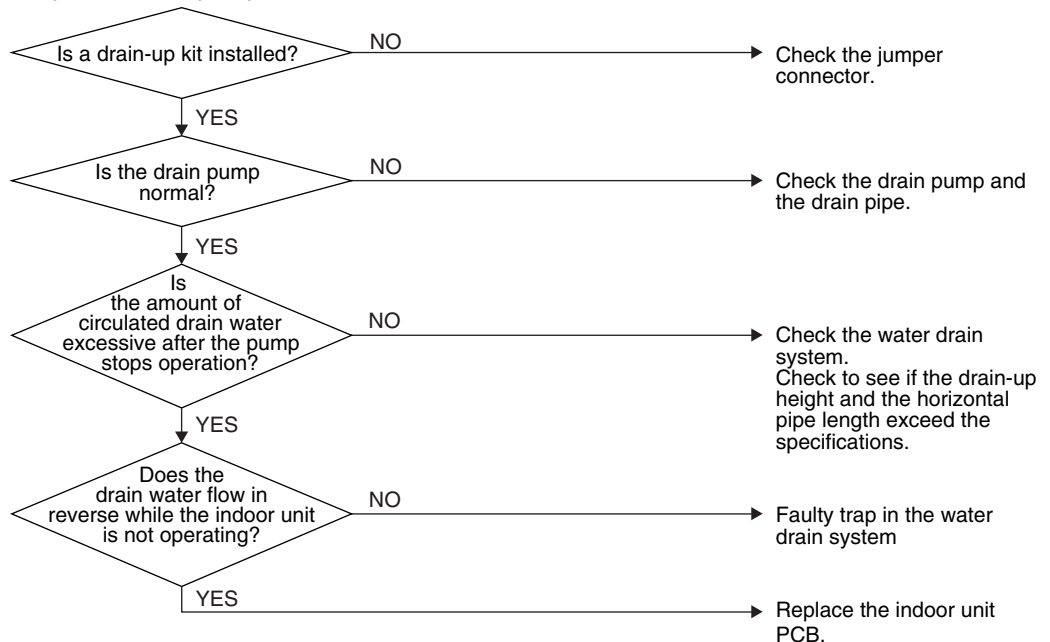 Is a drain-up kit installed?
NO
Check the jumper
connector.
YES
Is the drain pump
normal?
NO
Check the drain pump and
the drain pipe.
YES
Is
the amount of
circulated drain water
excessive after the pump
stops operation?
NO
Check the water drain
system.
Check to see if the drain-up
height and the horizontal
pipe length exceed the
specifications.
YES
Does the
drain water flow in
reverse while the indoor unit
is not operating?
NO
Faulty trap in the water
drain system
YES
Replace the indoor unit
PCB.